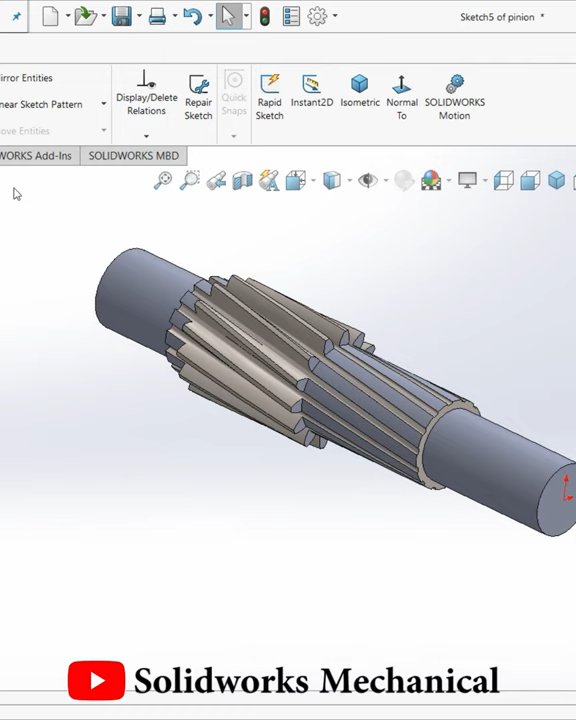 Sketch5 of pinion *
irror Entities
near Sketch Pattern
ove Entities
Display/Delete
Relations
Repair
Sketch
Quick
Snaps
Rapid
Sketch
Instant2D
Isometric
Normal
To
SOLIDWORKS
Motion
WORKS Add-Ins
SOLIDWORKS MBD
Solidworks Mechanical